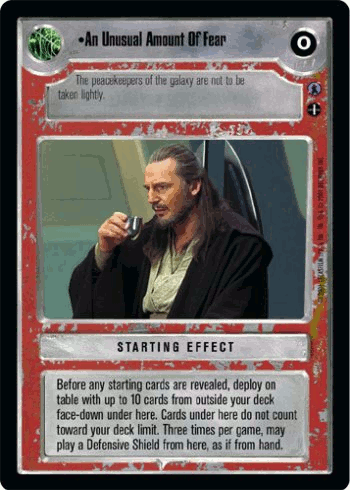 •An Unusual Amount Of Fear
O
The peacekeepers of the galaxy are not to be
taken lightly.
STARTING EFFECT
Before any starting cards are revealed, deploy on
table with up to 10 cards from outside your deck
face-down under here. Cards under here do not count
toward your deck limit. Three times per game, may
play a Defensive Shield from here, as if from hand.